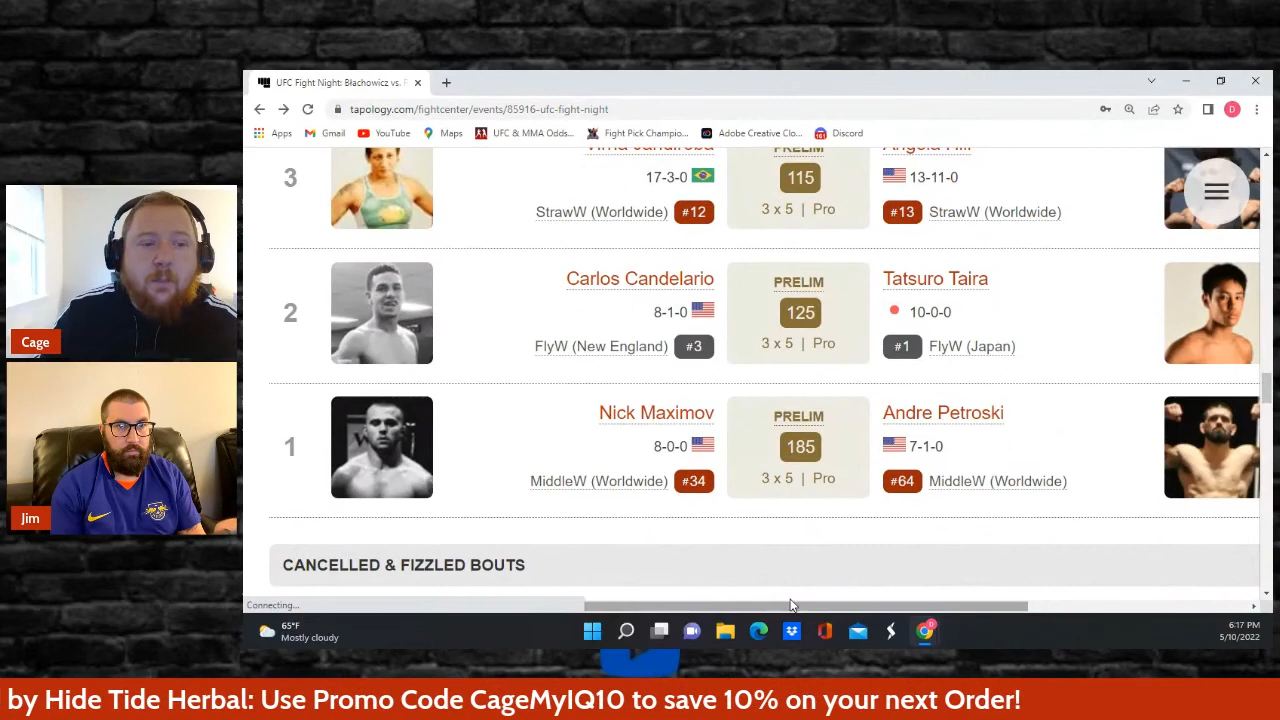 UFC Fight Night: Błachowicz vs.
tapology.com/fightcenter/events/85916-ufc-fight-night
Apps Gmail YouTube Maps UFC & MMA Odds... Fight Pick Champio... Adobe Creative Clo... Discord
PRELIM
3
17-3-0
115
13-11-0
StrawW (Worldwide) #12
3 x 5 | Pro
#13 StrawW (Worldwide)
Carlos Candelario
PRELIM
Tatsuro Taira
2
8-1-0
125
10-0-0
FlyW (New England) #3
3 x 5 | Pro
#1 FlyW (Japan)
Nick Maximov
PRELIM
Andre Petroski
1
8-0-0
185
7-1-0
MiddleW (Worldwide) #34
3 x 5 | Pro
#64 MiddleW (Worldwide)
CANCELLED & FIZZLED BOUTS
Connecting...
65°F
Mostly cloudy
6:17 PM
5/10/2022
Cage
Jim
by Hide Tide Herbal: Use Promo Code CageMyIQ10 to save 10% on your next Order!